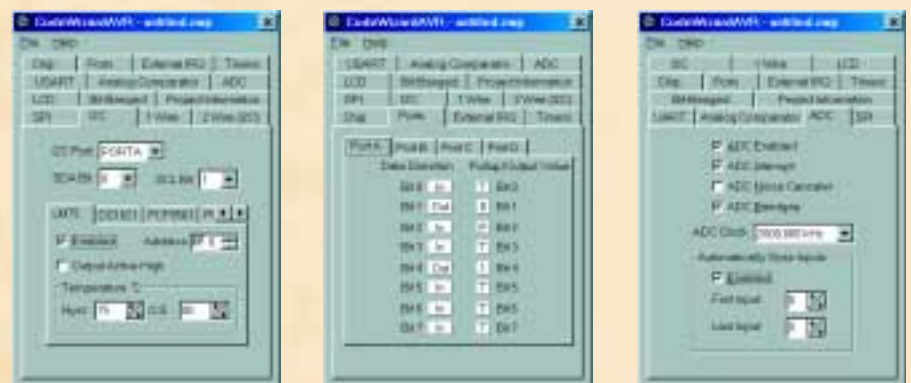 CodeWizardAVR - untitled.cwp
File Help
Chip Ports External IRQ Timers
USART Analog Comparator ADC
LCD Bit-Banged Project Information
SPI I2C 1 Wire 2 Wire (I2C)
I2C Port: PORTA
SDA Bit: SCL Bit: 1
LM75 DS1621 PCF8563
Enabled Address:
Output Active High
Temperature °C
Hyst: 75 O.S.: 80
CodeWizardAVR - untitled.cwp
File Help
USART Analog Comparator ADC
LCD Bit-Banged Project Information
SPI I2C 1 Wire 2 Wire (I2C)
Chip Ports External IRQ Timers
Port A Port B Port C Port D
Data Direction Pullup/Output Value
Bit 0 In T Bit 0
Bit 1 Out Bit 1
Bit 2 In P Bit 2
Bit 3 In T Bit 3
Bit 4 Out 1 Bit 4
Bit 5 In T Bit 5
Bit 6 In T Bit 6
Bit 7 In T Bit 7
CodeWizardAVR - untitled.cwp
File Help
I2C 1 Wire LCD
Chip Ports External IRQ Timers
Bit-Banged Project Information
UART Analog Comparator ADC SPI
ADC Enabled
ADC Interrupt
ADC Noise Canceler
ADC
ADC Clock: kHz
Automatically Scan Inputs
Enabled
First Input:
Last Input: